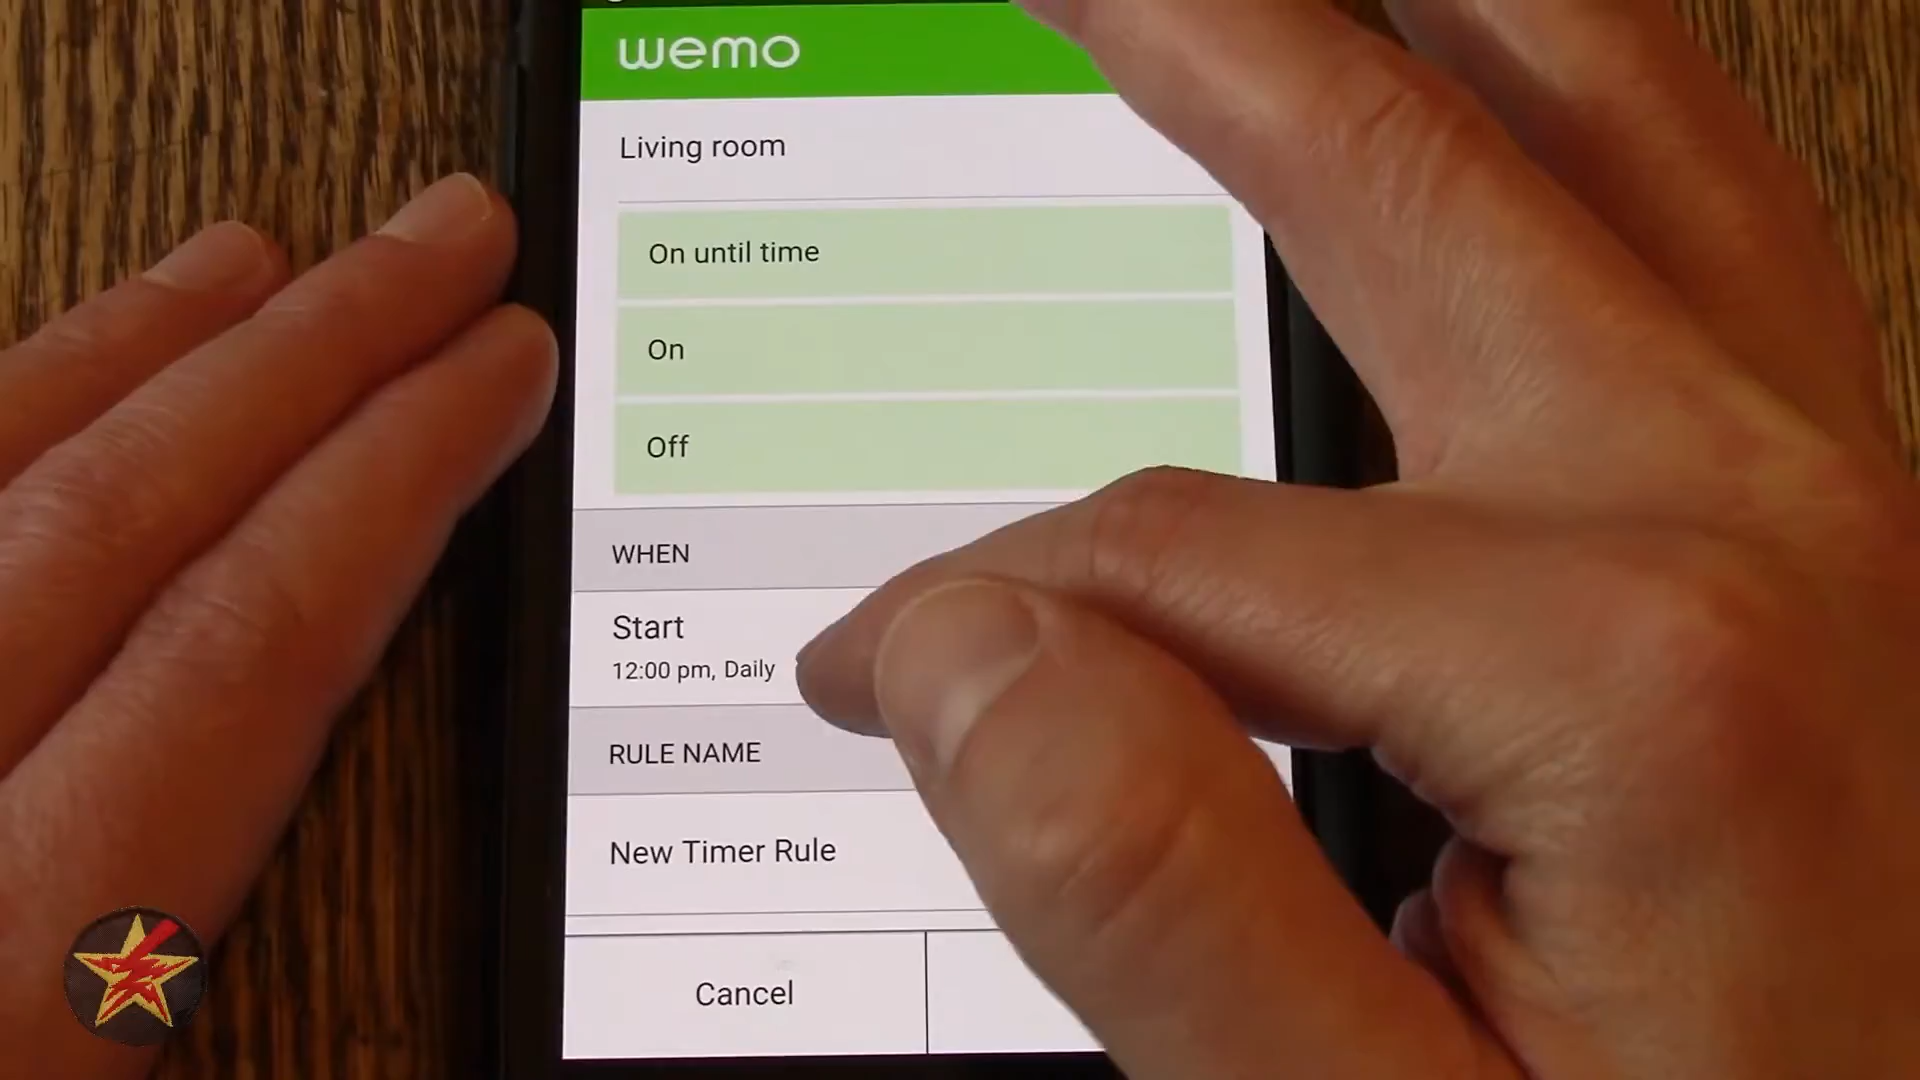 wemo
Living room
On until time
On
Off
WHEN
Start
12:00 pm, Daily
RULE NAME
New Timer Rule
Cancel